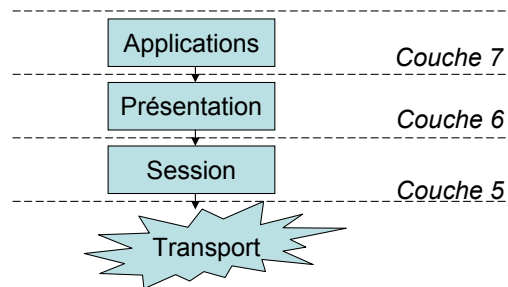 Applications
Couche 7
Présentation
Couche 6
Session
Couche 5
Transport